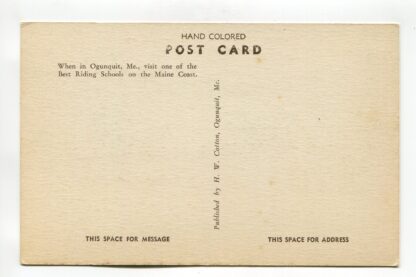 HAND COLORED
POST CARD
When in Ogunquit, Me., visit one of the
Best Riding Schools on the Maine Coast.
Published by H. W. Cotton, Ogunquit, Me.
THIS SPACE FOR MESSAGE
THIS SPACE FOR ADDRESS